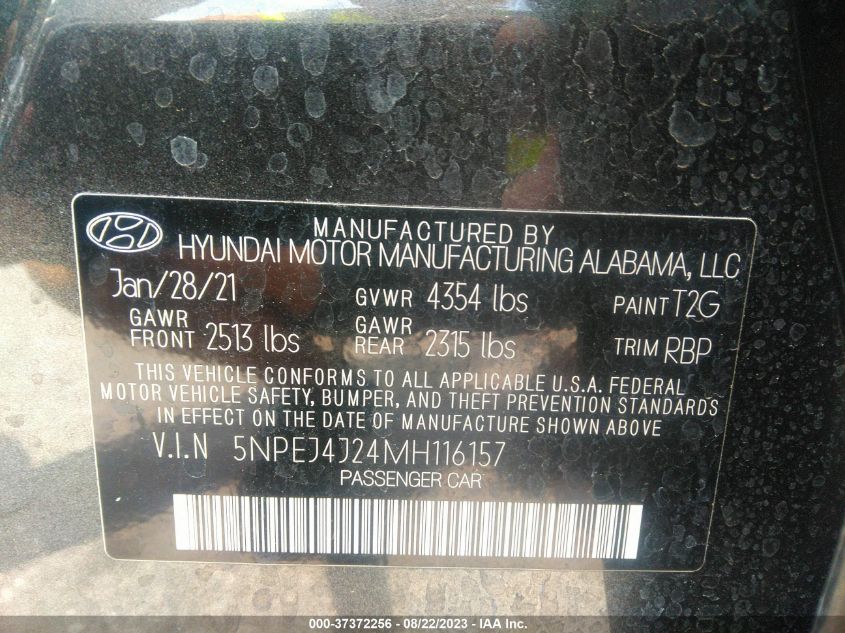 MANUFACTURED BY
HYUNDAI MOTOR MANUFACTURING ALABAMA, LLC
Jan/28/21 GVWR 4354 lbs PAINT T2G
GAWR FRONT 2513 lbs GAWR REAR 2315 lbs TRIM RBP
THIS VEHICLE CONFORMS TO ALL APPLICABLE U.S.A. FEDERAL
MOTOR VEHICLE SAFETY, BUMPER, AND THEFT PREVENTION STANDARDS
IN EFFECT ON THE DATE OF MANUFACTURE SHOWN ABOVE
V.I.N 5NPEJ4J24MH116157
PASSENGER CAR
000-37372256 - 08/22/2023 - IAA Inc.